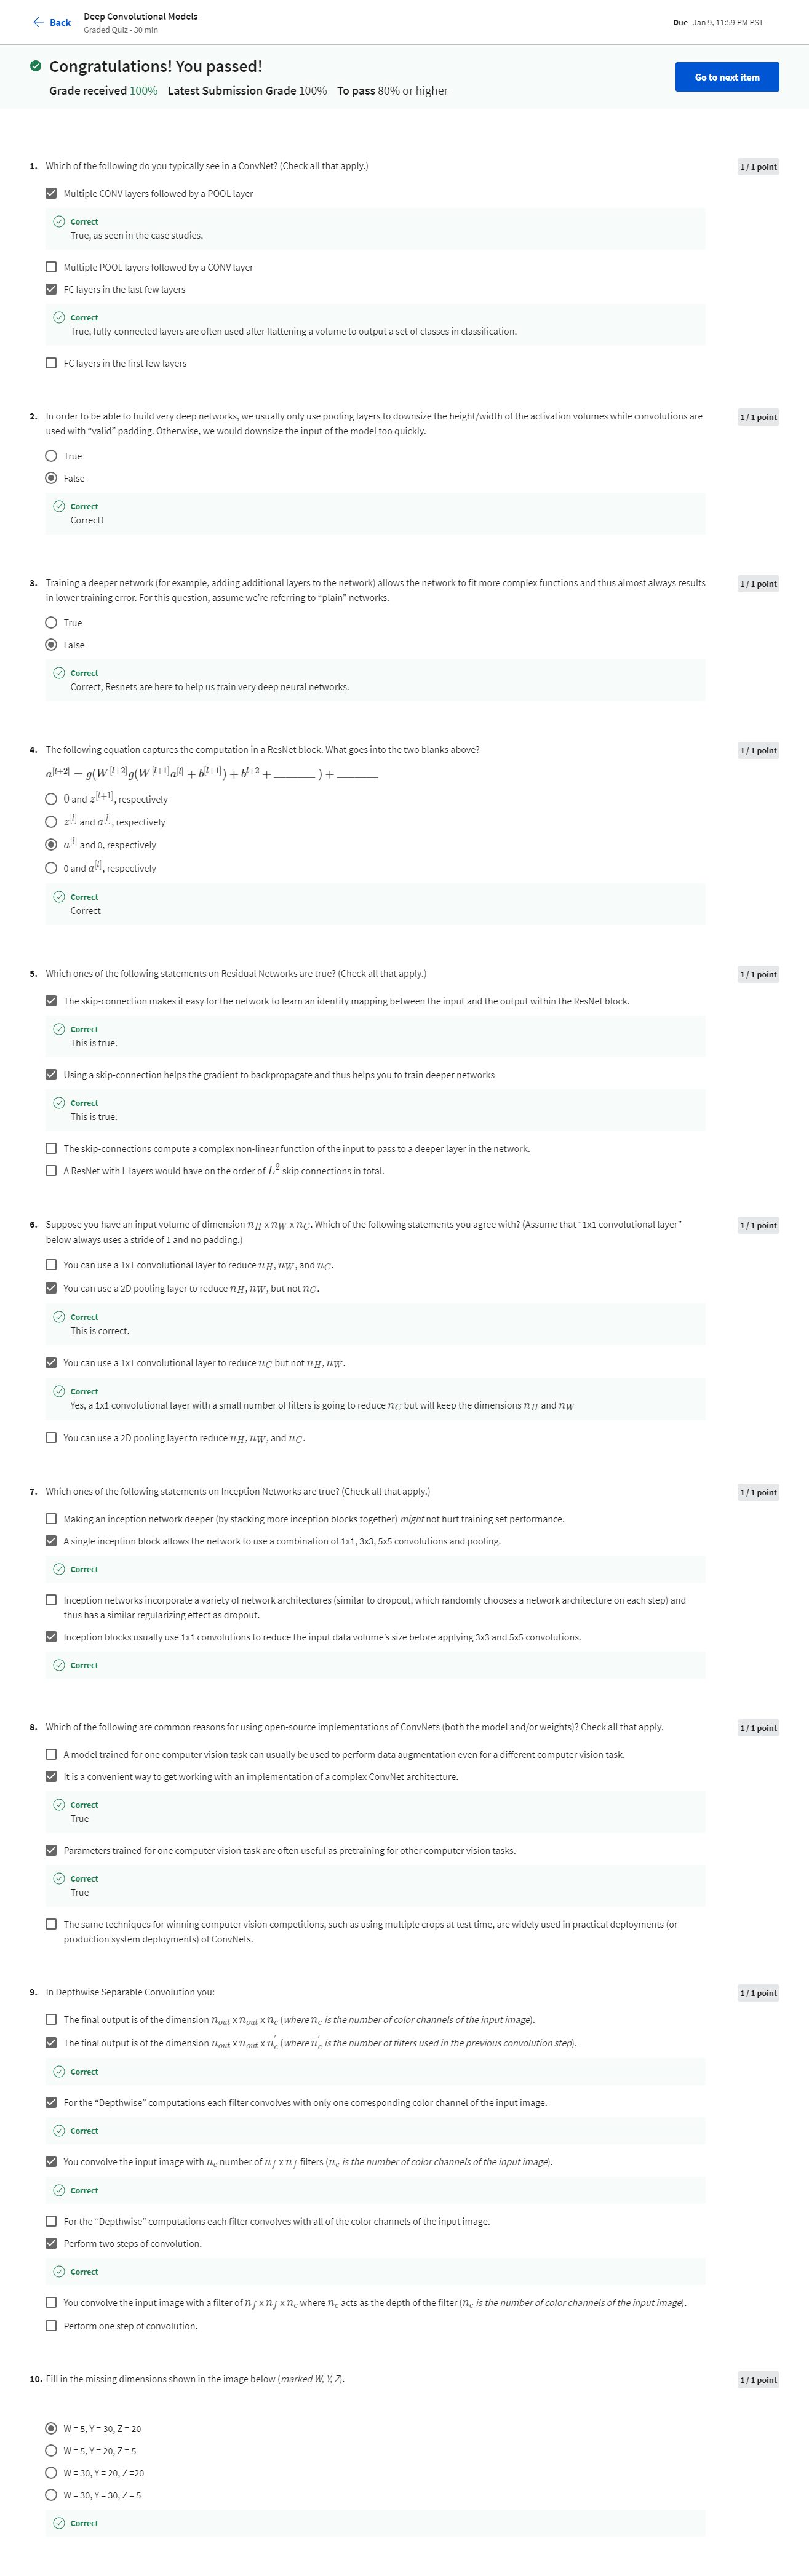 Back
Deep Convolutional Models
Graded Quiz • 30 min
Due Jan 9, 11:59 PM PST
Congratulations! You passed!
Grade received 100% Latest Submission Grade 100% To pass 80% or higher
Go to next item
1. Which of the following do you typically see in a ConvNet? (Check all that apply.)
1 / 1 point
Multiple CONV layers followed by a POOL layer
Correct
True, as seen in the case studies.
Multiple POOL layers followed by a CONV layer
FC layers in the last few layers
Correct
True, fully-connected layers are often used after flattening a volume to output a set of classes in classification.
FC layers in the first few layers
2. In order to be able to build very deep networks, we usually only use pooling layers to downsize the height/width of the activation volumes while convolutions are
used with “valid” padding. Otherwise, we would downsize the input of the model too quickly.
1 / 1 point
True
False
Correct
Correct!
3. Training a deeper network (for example, adding additional layers to the network) allows the network to fit more complex functions and thus almost always results
in lower training error. For this question, assume we’re referring to “plain” networks.
1 / 1 point
True
False
Correct
Correct, Resnets are here to help us train very deep neural networks.
4. The following equation captures the computation in a ResNet block. What goes into the two blanks above?
1 / 1 point
a^{[l+2]} = g(W^{[l+2]}g(W^{[l+1]}a^{[l]} + b^{[l+1]}) + b^{l+2} + _______ ) + _______
0 and z^{[l+1]}, respectively
z^{[l]} and a^{[l]}, respectively
a^{[l]} and 0, respectively
0 and a^{[l]}, respectively
Correct
Correct
5. Which ones of the following statements on Residual Networks are true? (Check all that apply.)
1 / 1 point
The skip-connection makes it easy for the network to learn an identity mapping between the input and the output within the ResNet block.
Correct
This is true.
Using a skip-connection helps the gradient to backpropagate and thus helps you to train deeper networks
Correct
This is true.
The skip-connections compute a complex non-linear function of the input to pass to a deeper layer in the network.
A ResNet with L layers would have on the order of L^2 skip connections in total.
6. Suppose you have an input volume of dimension n_H x n_W x n_C. Which of the following statements you agree with? (Assume that “1x1 convolutional layer”
below always uses a stride of 1 and no padding.)
1 / 1 point
You can use a 1x1 convolutional layer to reduce n_H, n_W, and n_C.
You can use a 2D pooling layer to reduce n_H, n_W, but not n_C.
Correct
This is correct.
You can use a 1x1 convolutional layer to reduce n_C but not n_H, n_W.
Correct
Yes, a 1x1 convolutional layer with a small number of filters is going to reduce n_C but will keep the dimensions n_H and n_W
You can use a 2D pooling layer to reduce n_H, n_W, and n_C.
7. Which ones of the following statements on Inception Networks are true? (Check all that apply.)
1 / 1 point
Making an inception network deeper (by stacking more inception blocks together) might not hurt training set performance.
A single inception block allows the network to use a combination of 1x1, 3x3, 5x5 convolutions and pooling.
Correct
Inception networks incorporate a variety of network architectures (similar to dropout, which randomly chooses a network architecture on each step) and
thus has a similar regularizing effect as dropout.
Inception blocks usually use 1x1 convolutions to reduce the input data volume’s size before applying 3x3 and 5x5 convolutions.
Correct
8. Which of the following are common reasons for using open-source implementations of ConvNets (both the model and/or weights)? Check all that apply.
1 / 1 point
A model trained for one computer vision task can usually be used to perform data augmentation even for a different computer vision task.
It is a convenient way to get working with an implementation of a complex ConvNet architecture.
Correct
True
Parameters trained for one computer vision task are often useful as pretraining for other computer vision tasks.
Correct
True
The same techniques for winning computer vision competitions, such as using multiple crops at test time, are widely used in practical deployments (or
production system deployments) of ConvNets.
9. In Depthwise Separable Convolution you:
1 / 1 point
The final output is of the dimension n_{out} x n_{out} x n_c (where n_c is the number of color channels of the input image).
The final output is of the dimension n_{out} x n_{out} x n_c^' (where n_c^' is the number of filters used in the previous convolution step).
Correct
For the “Depthwise” computations each filter convolves with only one corresponding color channel of the input image.
Correct
You convolve the input image with n_c number of n_f x n_f filters (n_c is the number of color channels of the input image).
Correct
For the “Depthwise” computations each filter convolves with all of the color channels of the input image.
Perform two steps of convolution.
Correct
You convolve the input image with a filter of n_f x n_f x n_c where n_c acts as the depth of the filter (n_c is the number of color channels of the input image).
Perform one step of convolution.
10. Fill in the missing dimensions shown in the image below (marked W, Y, Z).
1 / 1 point
W = 5, Y = 30, Z = 20
W = 5, Y = 20, Z = 5
W = 30, Y = 20, Z =20
W = 30, Y = 30, Z = 5
Correct